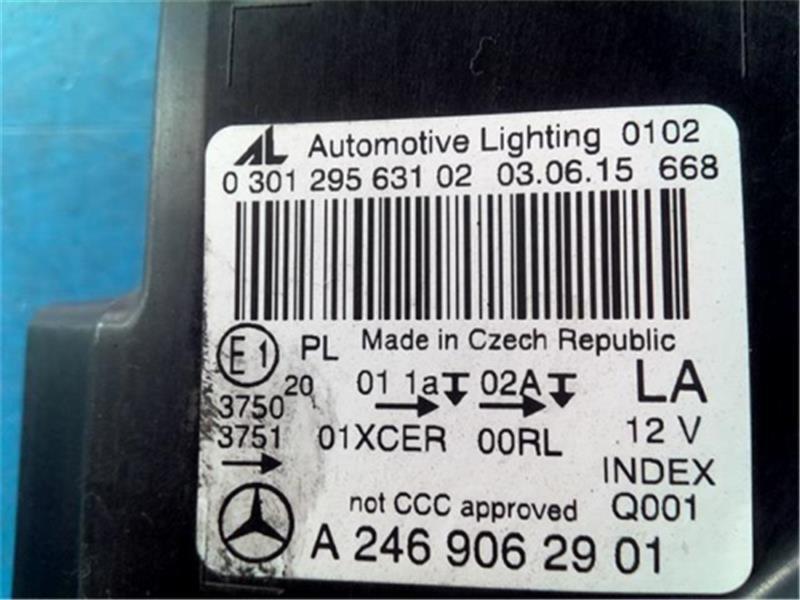 AL Automotive Lighting 0102
0 301 295 631 02 03.06.15 668
E1 PL Made in Czech Republic
20 01 1a 02A LA
3750
3751 01XCER 00RL 12 V
INDEX
not CCC approved Q001
A 246 906 29 01